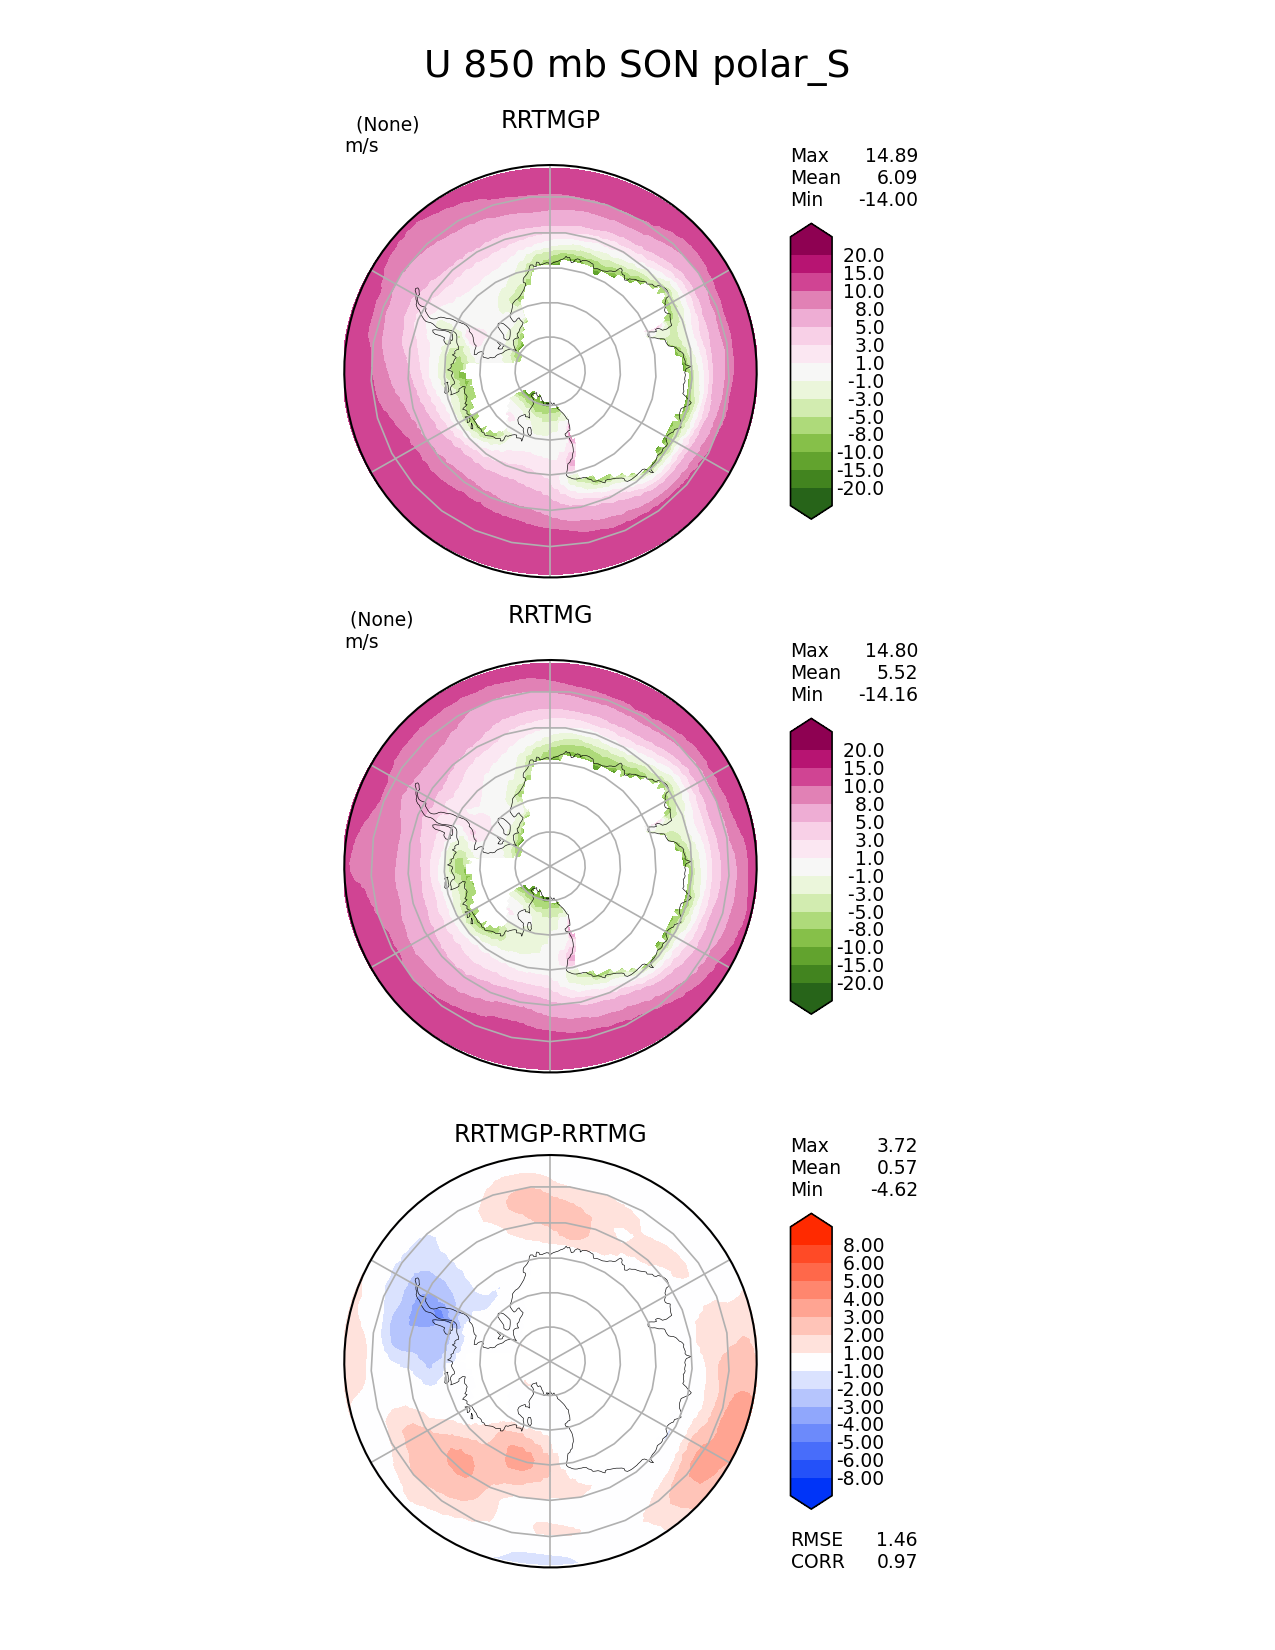 U 850 mb SON polar_S
(None)
RRTMGP
m/s
Max 14.89
Mean 6.09
Min -14.00
20.0
15.0
10.0
8.0
5.0
3.0
1.0
-1.0
-3.0
-5.0
-8.0
-10.0
-15.0
-20.0
(None)
RRTMG
m/s
Max 14.80
Mean 5.52
Min -14.16
20.0
15.0
10.0
8.0
5.0
3.0
1.0
-1.0
-3.0
-5.0
-8.0
-10.0
-15.0
-20.0
RRTMGP-RRTMG
Max 3.72
Mean 0.57
Min -4.62
8.00
6.00
5.00
4.00
3.00
2.00
1.00
-1.00
-2.00
-3.00
-4.00
-5.00
-6.00
-8.00
RMSE 1.46
CORR 0.97